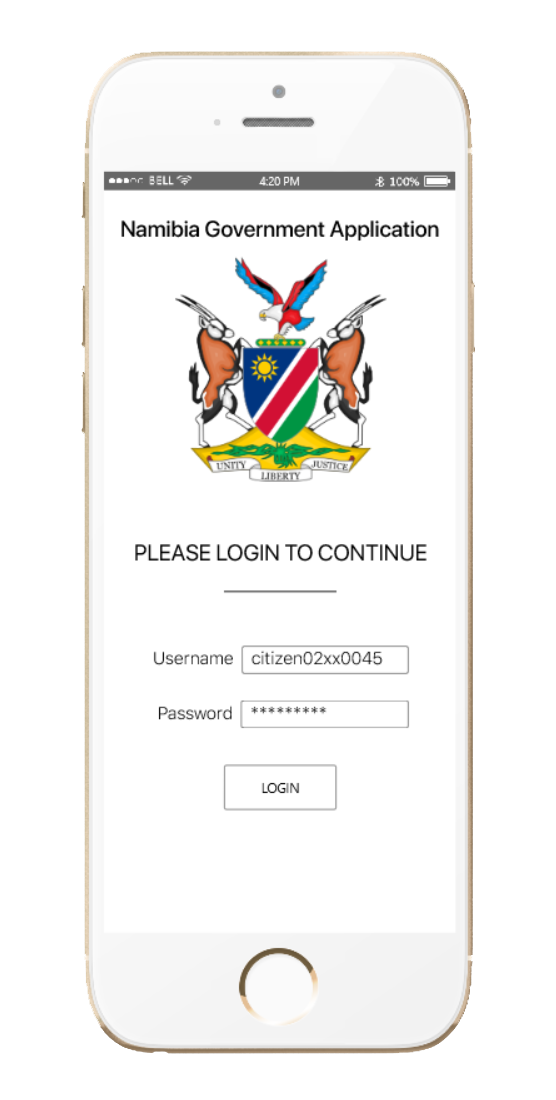 BELL 4:20 PM 100%
Namibia Government Application
UNITY LIBERTY JUSTICE
PLEASE LOGIN TO CONTINUE
Username citizen02xx0045
Password *********
LOGIN